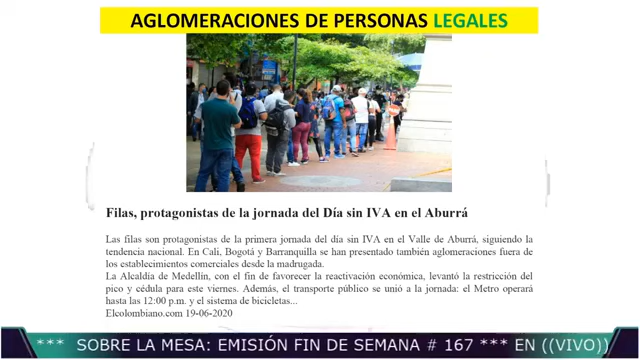 AGLOMERACIONES DE PERSONAS LEGALES
Filas, protagonistas de la jornada del Día sin IVA en el Aburrá
Las filas son protagonistas de la primera jornada del día sin IVA en el Valle de Aburrá, siguiendo la
tendencia nacional. En Cali, Bogotá y Barranquilla se han presentado también aglomeraciones fuera de
los establecimientos comerciales desde la madrugada.
La Alcaldía de Medellín, con el fin de favorecer la reactivación económica, levantó la restricción del
pico y cédula para este viernes. Además, el transporte público se unió a la jornada: el Metro operará
hasta las 12:00 p.m. y el sistema de bicicletas...
Elcolombiano.com 19-06-2020
*** SOBRE LA MESA: EMISIÓN FIN DE SEMANA # 167 *** EN ((VIVO))